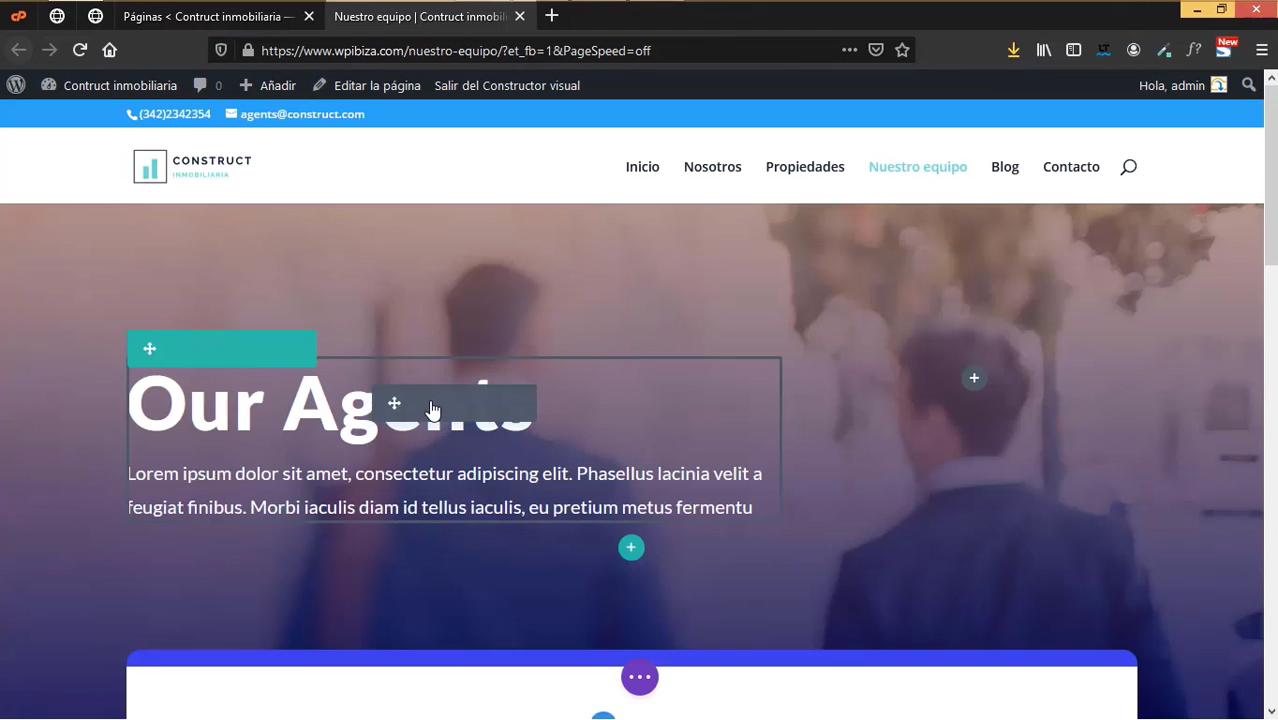 Páginas < Contruct inmobiliaria —
Nuestro equipo | Contruct inmobil
https://www.wpibiza.com/nuestro-equipo/?et_fb=1&PageSpeed=off
New
Contruct inmobiliaria
0
Añadir
Editar la página
Salir del Constructor visual
Hola, admin
(342)2342354
agents@construct.com
CONSTRUCT
INMOBILIARIA
Inicio
Nosotros
Propiedades
Nuestro equipo
Blog
Contacto
Our Agents
Lorem ipsum dolor sit amet, consectetur adipiscing elit. Phasellus lacinia velit a
feugiat finibus. Morbi iaculis diam id tellus iaculis, eu pretium metus fermentu